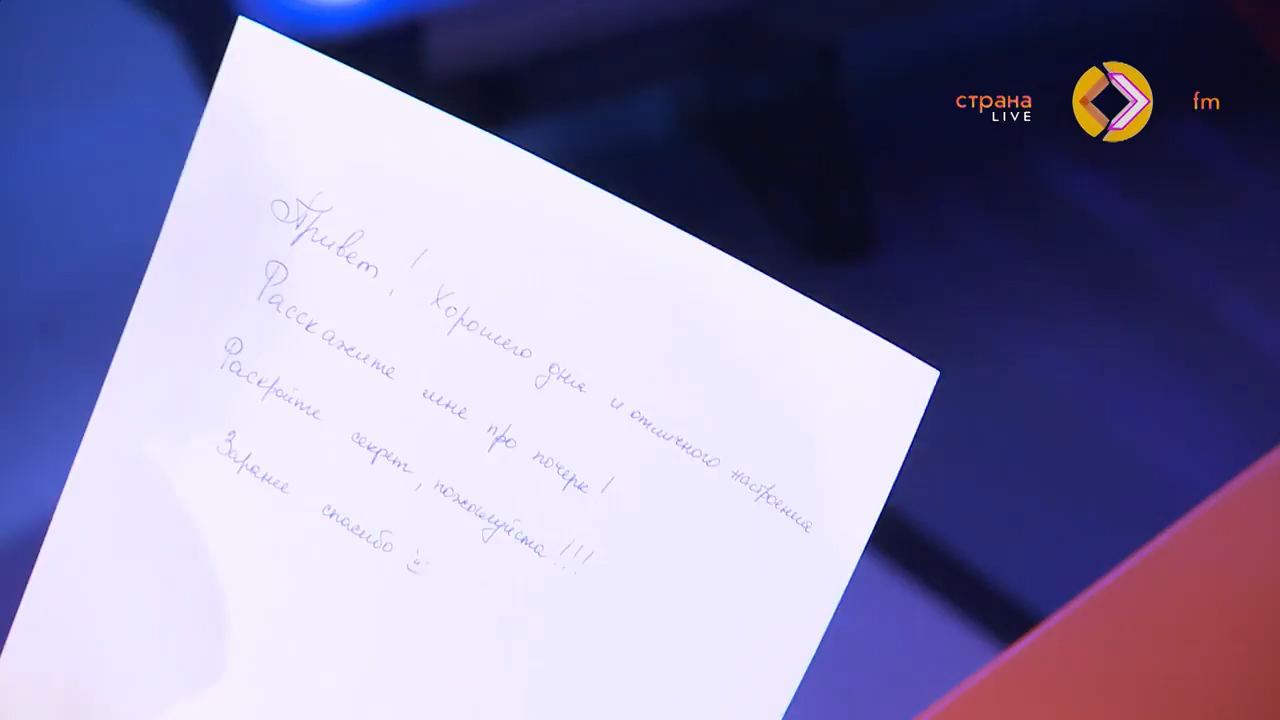 страна
LIVE
fm
Привет! Хорошего дня и отличного настроения
Расскажите мне про почерк!
Раскройте секрет, пожалуйста!!!
Заранее спасибо